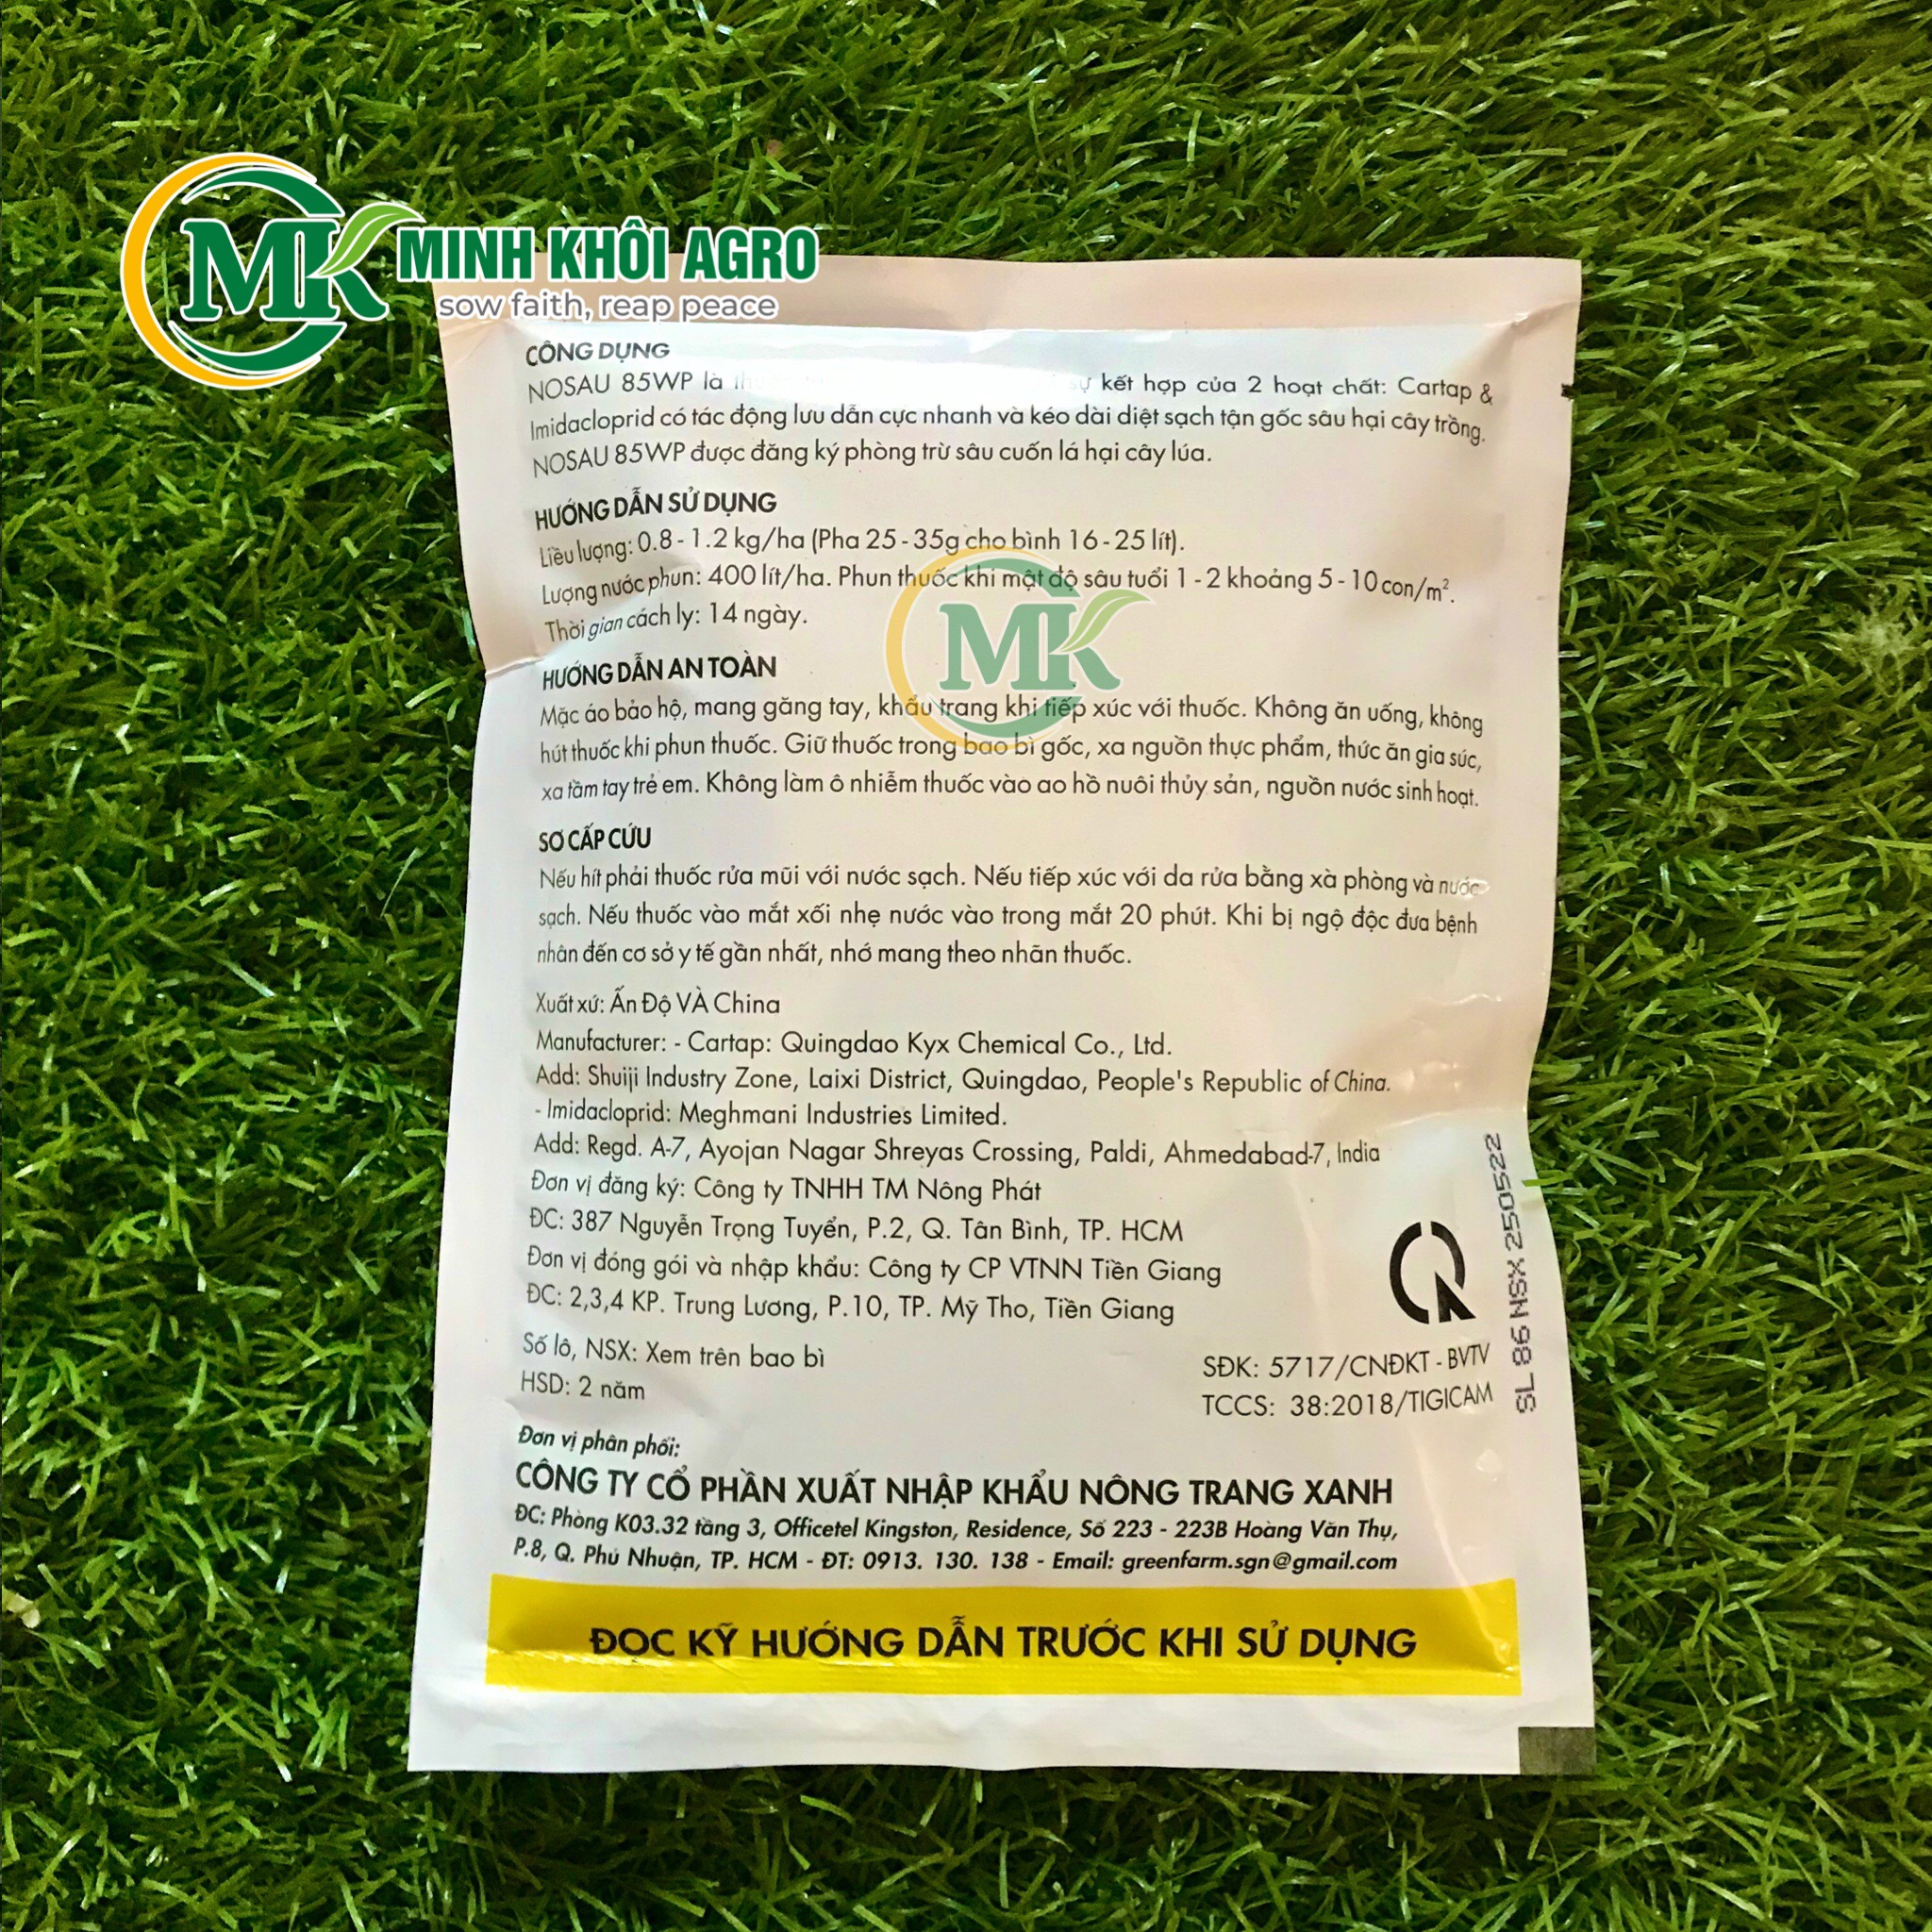 MK
MINH KHÔI AGRO
sow faith, reap peace
CÔNG DỤNG
NOSAU 85WP là kết hợp của 2 hoạt chất: Cartap &
Imidacloprid có tác động lưu dẫn cực nhanh và kéo dài diệt sạch tận gốc sâu hại cây trồng.
NOSAU 85WP được đăng ký phòng trừ sâu cuốn lá hại cây lúa.
HƯỚNG DẪN SỬ DỤNG
Liều lượng: 0.8 - 1.2 kg/ha (Pha 25 - 35g cho bình 16 - 25 lít).
Lượng nước phun: 400 lít/ha. Phun thuốc khi mật độ sâu tuổi 1 - 2 khoảng 5 - 10 con/m².
Thời gian cách ly: 14 ngày.
MK
HƯỚNG DẪN AN TOÀN
Mặc áo bảo hộ, mang găng tay, khẩu trang khi tiếp xúc với thuốc. Không ăn uống, không
hút thuốc khi phun thuốc. Giữ thuốc trong bao bì gốc, xa nguồn thực phẩm, thức ăn gia súc,
xa tầm tay trẻ em. Không làm ô nhiễm thuốc vào ao hồ nuôi thủy sản, nguồn nước sinh hoạt.
SƠ CẤP CỨU
Nếu hít phải thuốc rửa mũi với nước sạch. Nếu tiếp xúc với da rửa bằng xà phòng và nước
sạch. Nếu thuốc vào mắt xối nhẹ nước vào trong mắt 20 phút. Khi bị ngộ độc đưa bệnh
nhân đến cơ sở y tế gần nhất, nhớ mang theo nhãn thuốc.
Xuất xứ: Ấn Độ VÀ China
Manufacturer: - Cartap: Quingdao Kyx Chemical Co., Ltd.
Add: Shuiji Industry Zone, Laixi District, Quingdao, People's Republic of China.
- Imidacloprid: Meghmani Industries Limited.
Add: Regd. A-7, Ayojan Nagar Shreyas Crossing, Paldi, Ahmedabad-7, India
Đơn vị đăng ký: Công ty TNHH TM Nông Phát
ĐC: 387 Nguyễn Trọng Tuyển, P.2, Q. Tân Bình, TP. HCM
Đơn vị đóng gói và nhập khẩu: Công ty CP VTNN Tiền Giang
ĐC: 2,3,4 KP. Trung Lương, P.10, TP. Mỹ Tho, Tiền Giang
Số lô, NSX: Xem trên bao bì
HSD: 2 năm
SĐK: 5717/CNĐKT - BVTV
TCCS: 38:2018/TIGICAM
SL 86 NSX 250522
Đơn vị phân phối:
CÔNG TY CỔ PHẦN XUẤT NHẬP KHẨU NÔNG TRANG XANH
ĐC: Phòng K03.32 tầng 3, Officetel Kingston, Residence, Số 223 - 223B Hoàng Văn Thụ,
P.8, Q. Phú Nhuận, TP. HCM - ĐT: 0913. 130. 138 - Email: greenfarm.sgn@gmail.com
ĐỌC KỸ HƯỚNG DẪN TRƯỚC KHI SỬ DỤNG